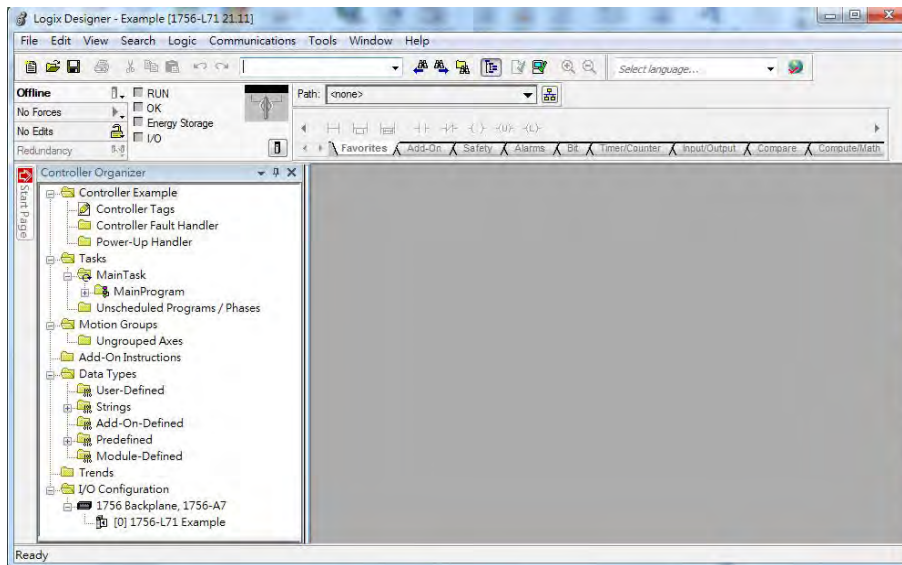 Logix Designer - Example [1756-L71 21.11]
File Edit View Search Logic Communications Tools Window Help
Select language...
Offline
RUN
Path: <none>
No Forces
OK
Energy Storage
No Edits
I/O
Redundancy
Favorites Add-On Safety Alarms Bit Timer/Counter Input/Output Compare Compute/Math
Start Page
Controller Organizer
Controller Example
Controller Tags
Controller Fault Handler
Power-Up Handler
Tasks
MainTask
MainProgram
Unscheduled Programs / Phases
Motion Groups
Ungrouped Axes
Add-On Instructions
Data Types
User-Defined
Strings
Add-On-Defined
Predefined
Module-Defined
Trends
I/O Configuration
1756 Backplane, 1756-A7
[0] 1756-L71 Example
Ready